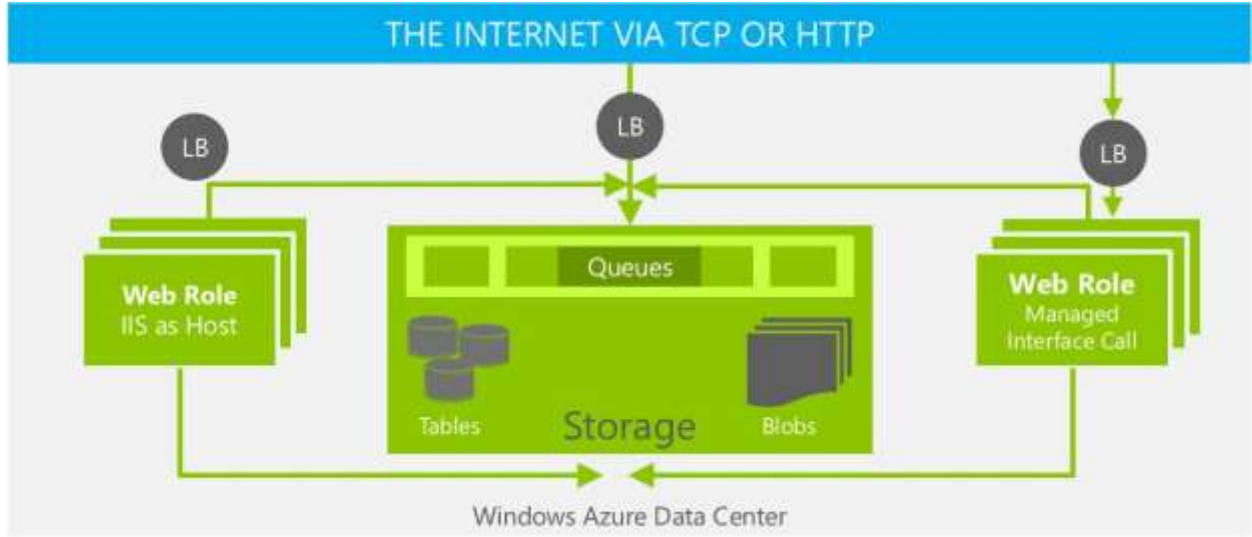 THE INTERNET VIA TCP OR HTTP
LB
LB
LB
Web Role
IIS as Host
Queues
Tables
Storage
Blobs
Web Role
Managed
Interface Call
Windows Azure Data Center